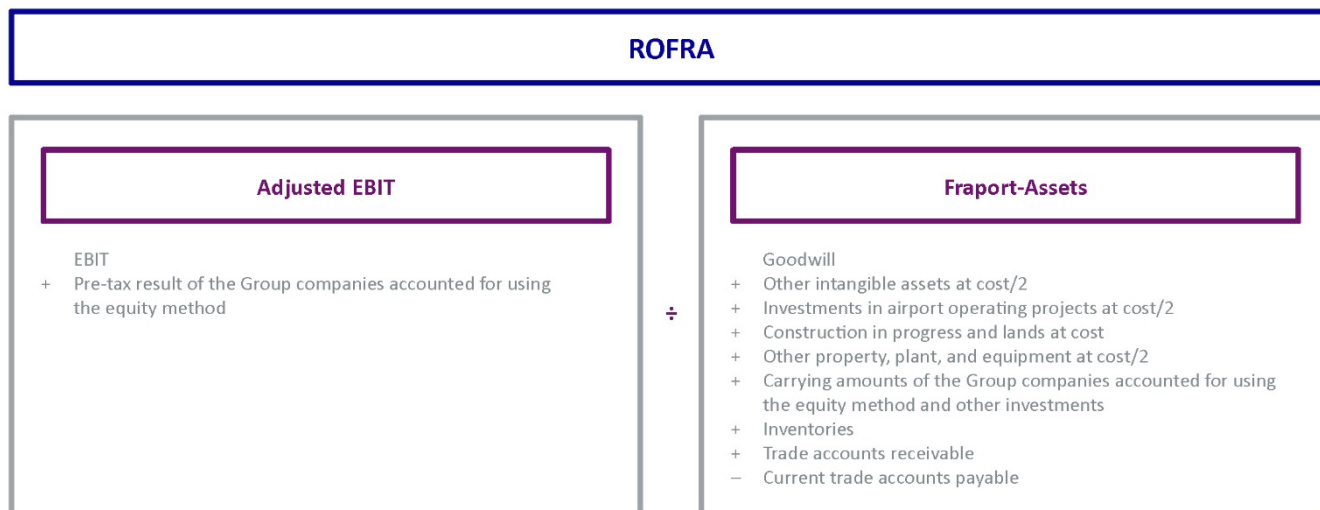 ROFRA
Adjusted EBIT
EBIT
+ Pre-tax result of the Group companies accounted for using
the equity method
÷
Fraport-Assets
Goodwill
+ Other intangible assets at cost/2
+ Investments in airport operating projects at cost/2
+ Construction in progress and lands at cost
+ Other property, plant, and equipment at cost/2
+ Carrying amounts of the Group companies accounted for using
the equity method and other investments
+ Inventories
+ Trade accounts receivable
– Current trade accounts payable